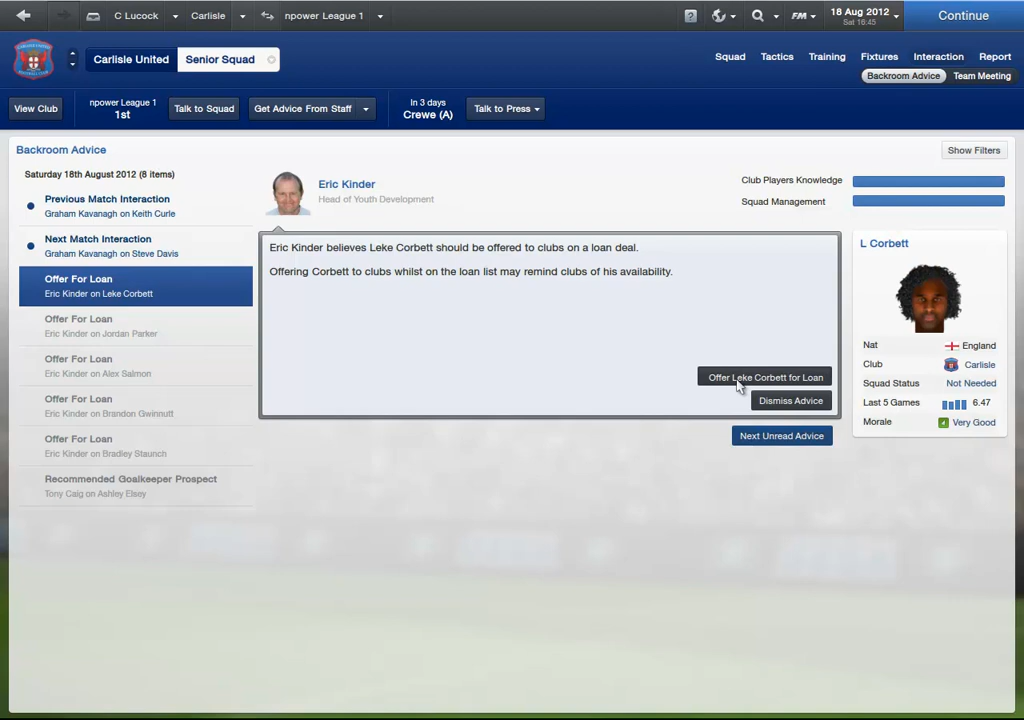 C Lucock
Carlisle
npower League 1
?
FM
18 Aug 2012
Sat 16:45
Continue
Carlisle United
Senior Squad
Squad
Tactics
Training
Fixtures
Interaction
Report
Backroom Advice
Team Meeting
View Club
npower League 1
1st
Talk to Squad
Get Advice From Staff
In 3 days
Crewe (A)
Talk to Press
Backroom Advice
Show Filters
Saturday 18th August 2012 (8 items)
Previous Match Interaction
Graham Kavanagh on Keith Curle
Next Match Interaction
Graham Kavanagh on Steve Davis
Offer For Loan
Eric Kinder on Leke Corbett
Offer For Loan
Eric Kinder on Jordan Parker
Offer For Loan
Eric Kinder on Alex Salmon
Offer For Loan
Eric Kinder on Brandon Gwinnutt
Offer For Loan
Eric Kinder on Bradley Staunch
Recommended Goalkeeper Prospect
Tony Caig on Ashley Elsey
Eric Kinder
Head of Youth Development
Club Players Knowledge
Squad Management
Eric Kinder believes Leke Corbett should be offered to clubs on a loan deal.
Offering Corbett to clubs whilst on the loan list may remind clubs of his availability.
Offer Leke Corbett for Loan
Dismiss Advice
Next Unread Advice
L Corbett
Nat England
Club Carlisle
Squad Status Not Needed
Last 5 Games 6.47
Morale Very Good